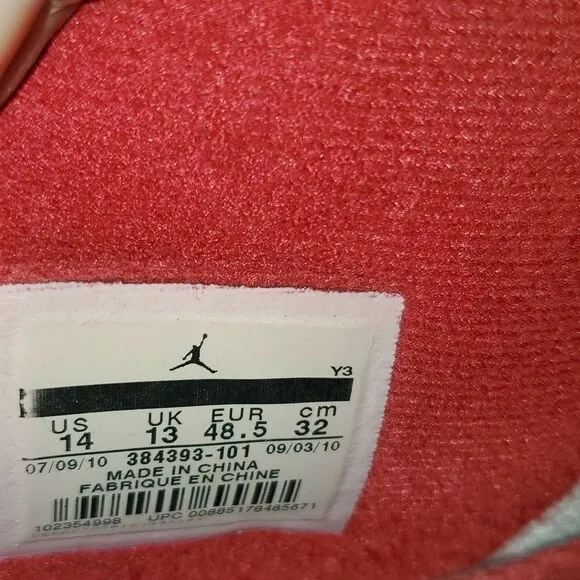 Y3
US UK EUR cm
14 13 48.5 32
07/09/10 384393-101 09/03/10
MADE IN CHINA
FABRIQUE EN CHINE
102354998 UPC 00885178485671